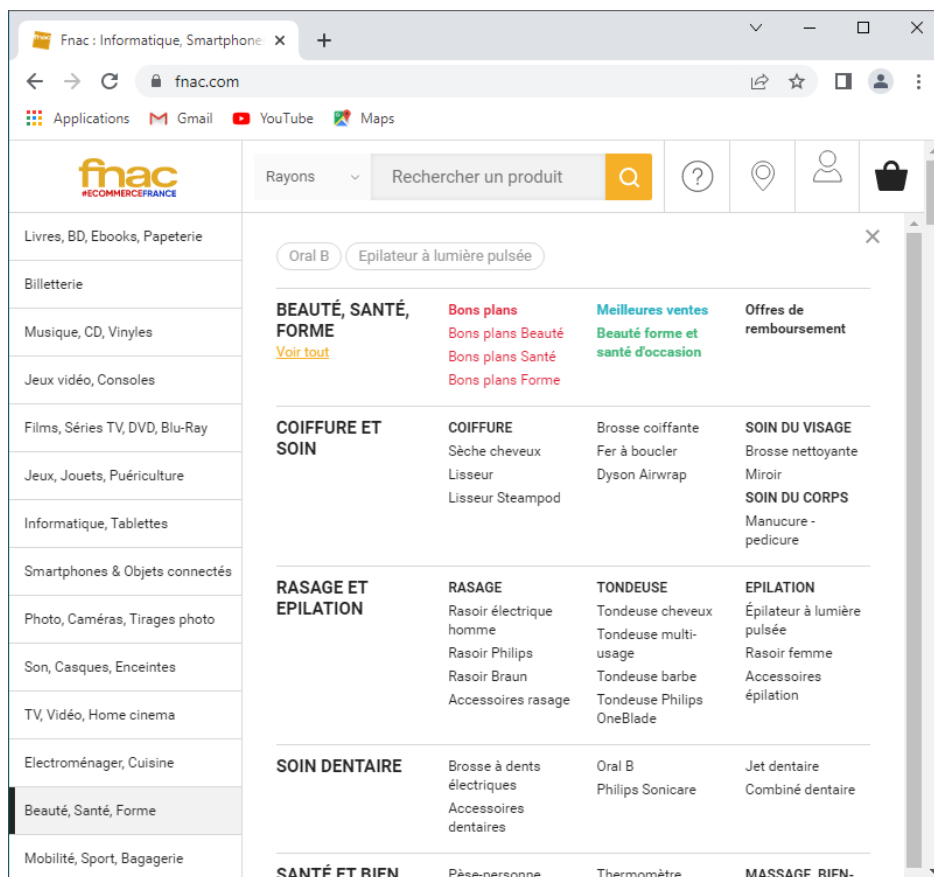 Fnac : Informatique, Smartphone
fnac.com
Applications
Gmail
YouTube
Maps
fnac
#ECOMMERCEFRANCE
Rayons
Rechercher un produit
Livres, BD, Ebooks, Papeterie
Billetterie
Musique, CD, Vinyles
Jeux vidéo, Consoles
Films, Séries TV, DVD, Blu-Ray
Jeux, Jouets, Puériculture
Informatique, Tablettes
Smartphones & Objets connectés
Photo, Caméras, Tirages photo
Son, Casques, Enceintes
TV, Vidéo, Home cinema
Electroménager, Cuisine
Beauté, Santé, Forme
Mobilité, Sport, Bagagerie
Oral B
Epilateur à lumière pulsée
BEAUTÉ, SANTÉ,
FORME
Voir tout
Bons plans
Bons plans Beauté
Bons plans Santé
Bons plans Forme
Meilleures ventes
Beauté forme et
santé d'occasion
Offres de
remboursement
COIFFURE ET
SOIN
COIFFURE
Sèche cheveux
Lisseur
Lisseur Steampod
Brosse coiffante
Fer à boucler
Dyson Airwrap
SOIN DU VISAGE
Brosse nettoyante
Miroir
SOIN DU CORPS
Manucure -
pedicure
RASAGE ET
EPILATION
RASAGE
Rasoir électrique
homme
Rasoir Philips
Rasoir Braun
Accessoires rasage
TONDEUSE
Tondeuse cheveux
Tondeuse multi-
usage
Tondeuse barbe
Tondeuse Philips
OneBlade
EPILATION
Épilateur à lumière
pulsée
Rasoir femme
Accessoires
épilation
SOIN DENTAIRE
Brosse à dents
électriques
Accessoires
dentaires
Oral B
Philips Sonicare
Jet dentaire
Combiné dentaire
SANTÉ ET BIEN
Pèse-personne
Thermomètre
MASSAGE, BIEN-